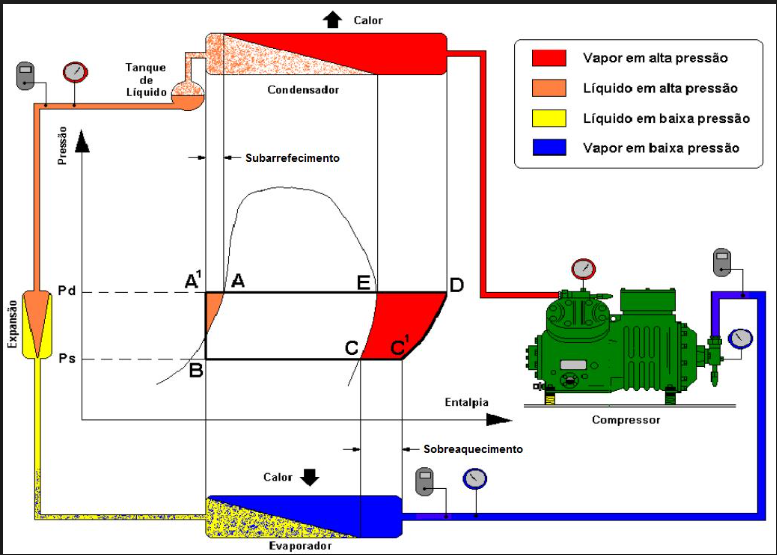 Calor
Vapor em alta pressão
Líquido em alta pressão
Líquido em baixa pressão
Vapor em baixa pressão
Tanque
de
Líquido
Condensador
Pressão
Subarrefecimento
A¹
A
E
D
Pd
Expansão
Ps
B
C
C¹
Entalpia
Compressor
Sobreaquecimento
Calor
Evaporador